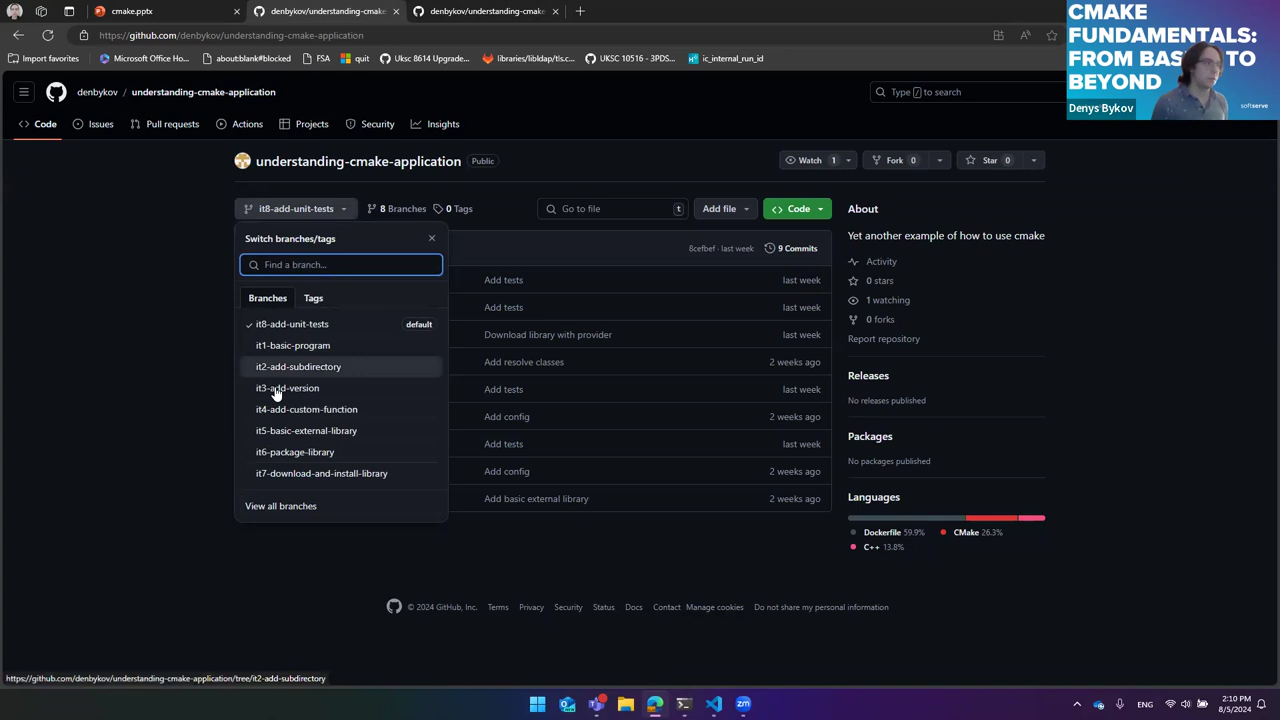 cmake.pptx
denbykov/understanding-cmake-
denbykov/understanding-cmake-
https://github.com/denbykov/understanding-cmake-application
Import favorites
Microsoft Office Ho...
about:blank#blocked
FSA
quit
Uksc 8614 Upgrade...
libraries/libldap/tlsc...
UKSC 10516 - 3PDS...
ic_internal_run_id
CMAKE
FUNDAMENTALS:
FROM BAS TO
BEYOND
Denys Bykov
softserve
denbykov / understanding-cmake-application
Type / to search
Code
Issues
Pull requests
Actions
Projects
Security
Insights
understanding-cmake-application
Public
Watch 1
Fork 0
Star 0
it8-add-unit-tests
8 Branches
0 Tags
Go to file
t
Add file
Code
Switch branches/tags
Find a branch...
Branches
Tags
it8-add-unit-tests
default
it1-basic-program
it2-add-subdirectory
it3-add-version
it4-add-custom-function
it5-basic-external-library
it6-package-library
it7-download-and-install-library
View all branches
8cefbef · last week
9 Commits
Add tests
last week
Add tests
last week
Download library with provider
last week
Add resolve classes
2 weeks ago
Add tests
last week
Add config
2 weeks ago
Add tests
last week
Add config
2 weeks ago
Add basic external library
2 weeks ago
About
Yet another example of how to use cmake
Activity
0 stars
1 watching
0 forks
Report repository
Releases
No releases published
Packages
No packages published
Languages
Dockerfile 59.9%
CMake 26.3%
C++ 13.8%
© 2024 GitHub, Inc.
Terms
Privacy
Security
Status
Docs
Contact
Manage cookies
Do not share my personal information
https://github.com/denbykov/understanding-cmake-application/tree/it2-add-subdirectory
ENG
2:10 PM
8/5/2024